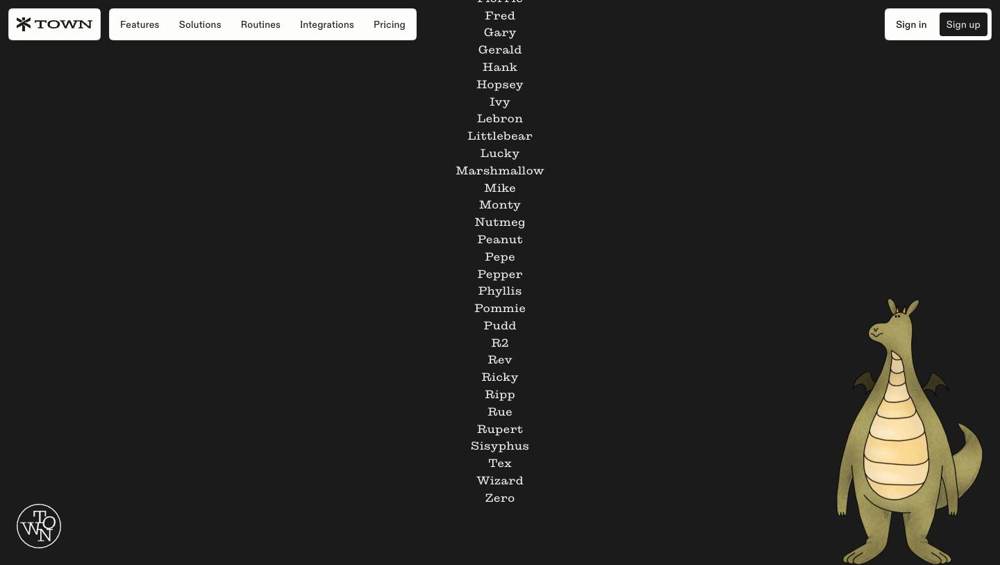 TOWN
Features Solutions Routines Integrations Pricing
Sign in Sign up
Fred
Gary
Gerald
Hank
Hopsey
Ivy
Lebron
Littlebear
Lucky
Marshmallow
Mike
Monty
Nutmeg
Peanut
Pepe
Pepper
Phyllis
Pommie
Pudd
R2
Rev
Ricky
Ripp
Rue
Rupert
Sisyphus
Tex
Wizard
Zero
TOWN